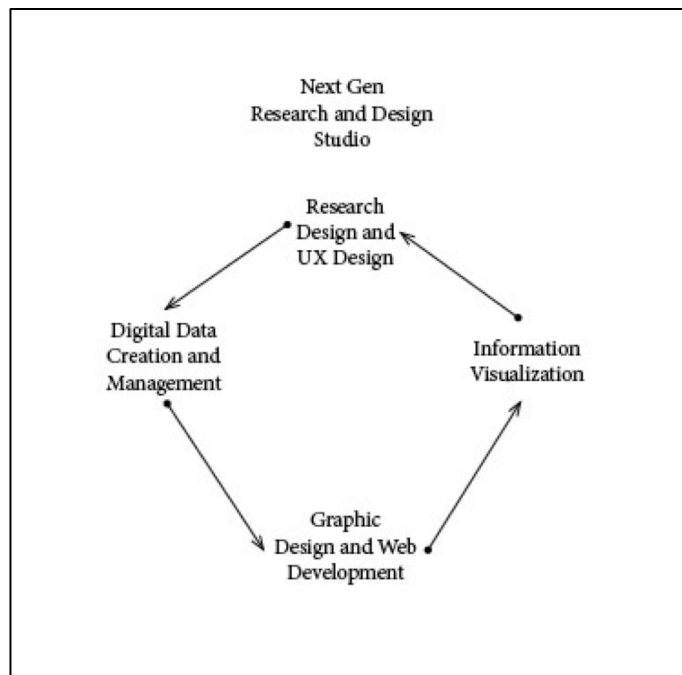 Next Gen
Research and Design
Studio
Research
Design and
UX Design
Digital Data
Creation and
Management
Information
Visualization
Graphic
Design and Web
Development